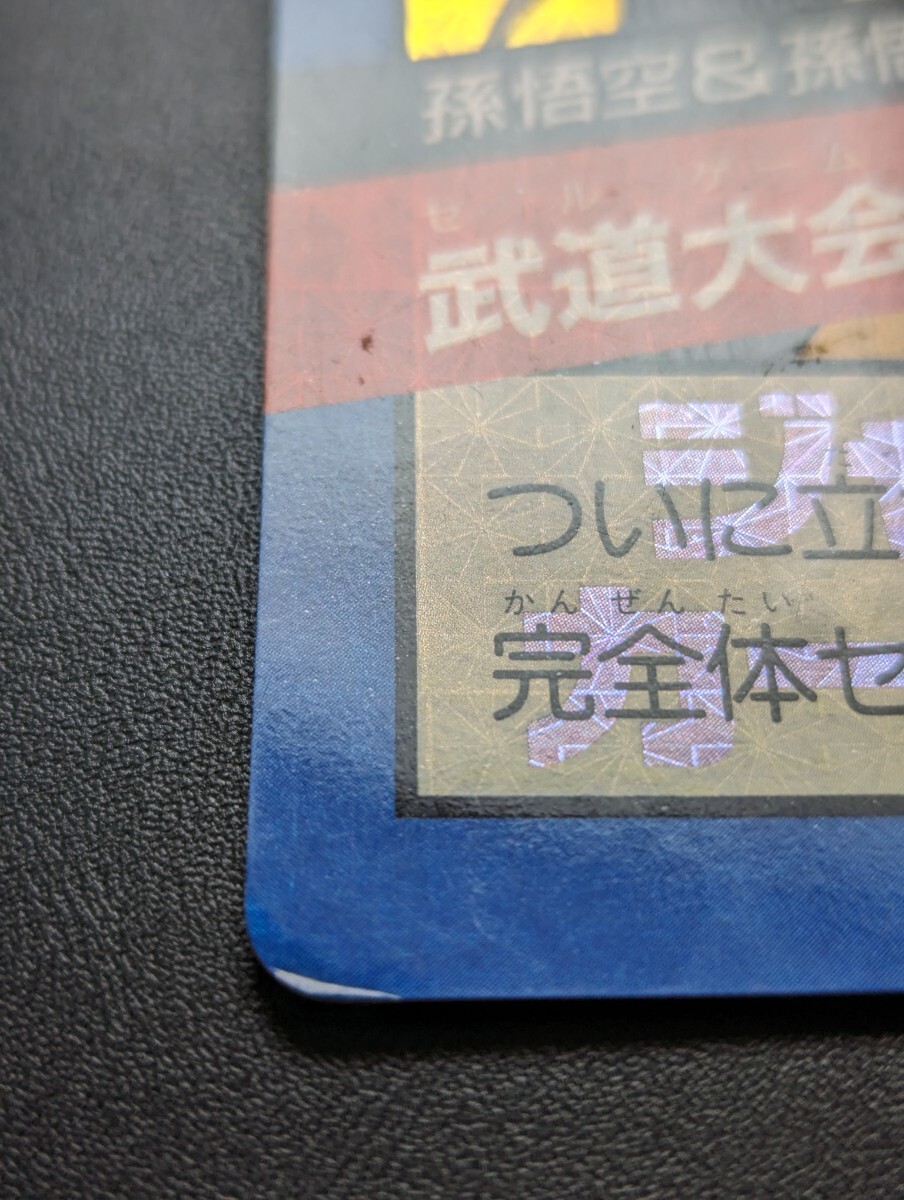 孫悟空&孫悟
セル ゲーム
武道大会
ついに立
かんぜんたい
完全体セ